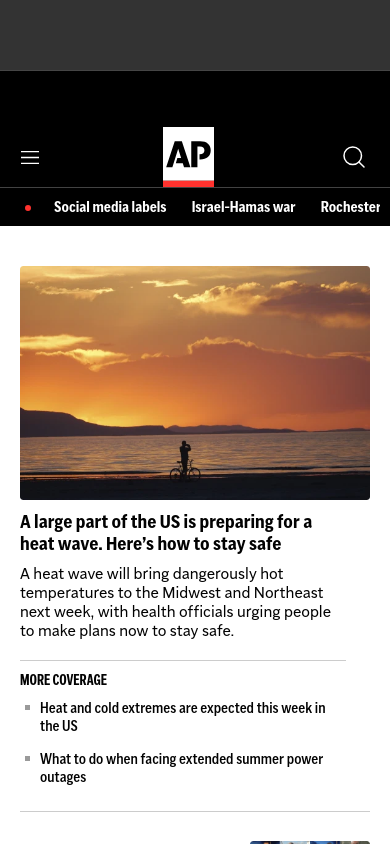 AP
Social media labels Israel-Hamas war Rochester
A large part of the US is preparing for a
heat wave. Here’s how to stay safe
A heat wave will bring dangerously hot
temperatures to the Midwest and Northeast
next week, with health officials urging people
to make plans now to stay safe.
MORE COVERAGE
Heat and cold extremes are expected this week in
the US
What to do when facing extended summer power
outages